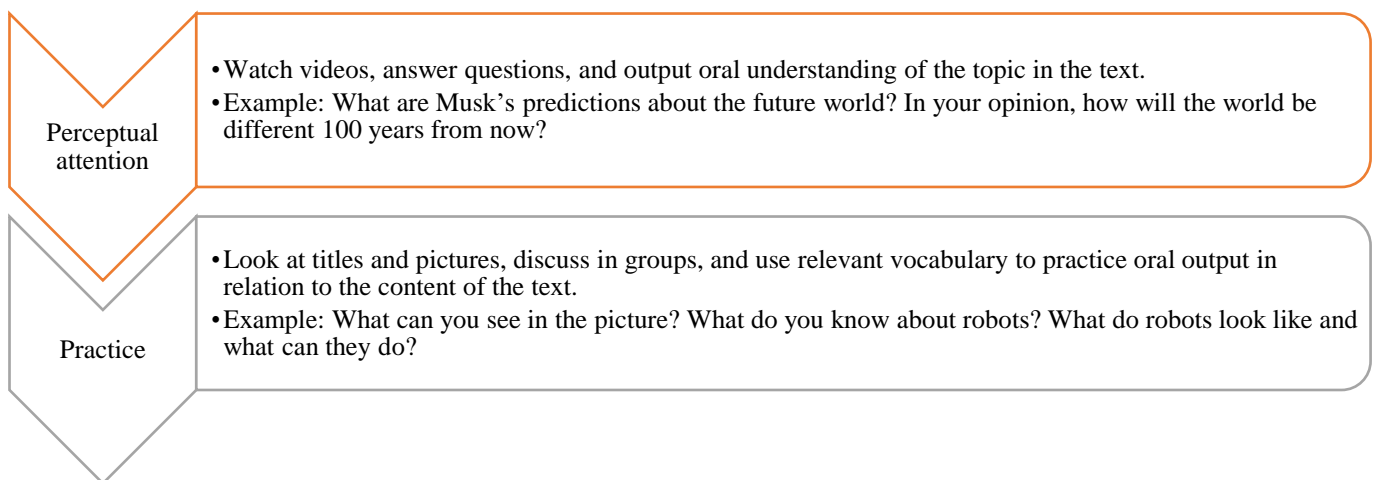 Perceptual
attention
•Watch videos, answer questions, and output oral understanding of the topic in the text.
•Example: What are Musk’s predictions about the future world? In your opinion, how will the world be
different 100 years from now?
Practice
•Look at titles and pictures, discuss in groups, and use relevant vocabulary to practice oral output in
relation to the content of the text.
•Example: What can you see in the picture? What do you know about robots? What do robots look like and
what can they do?